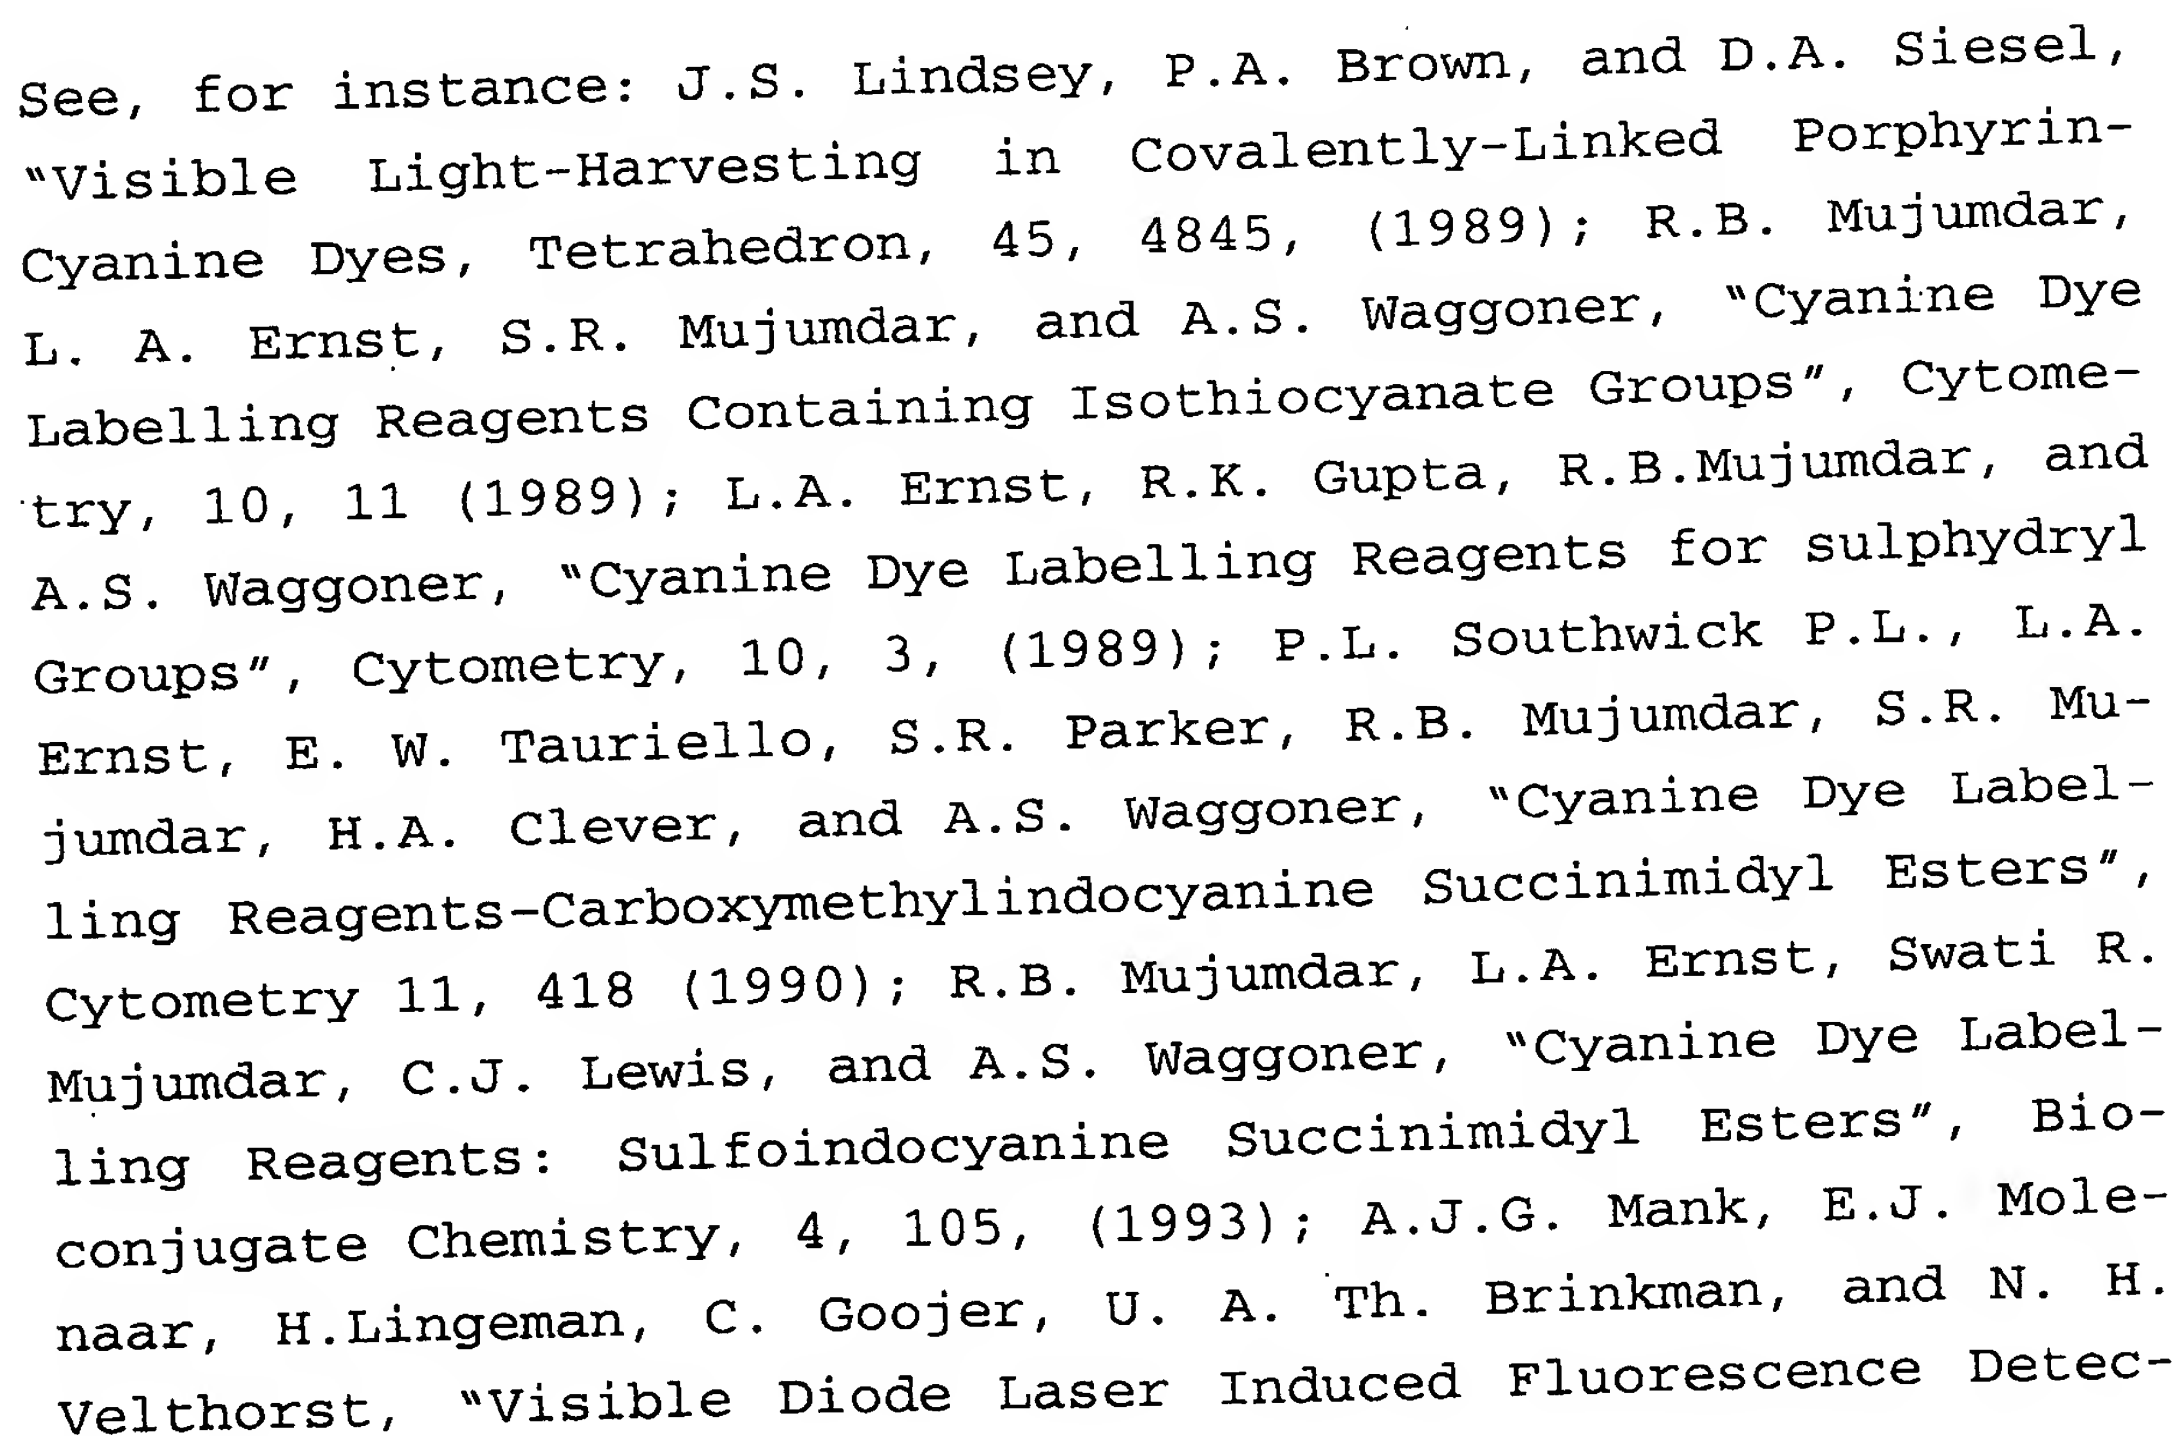 See, for instance: J.S. Lindsey, P.A. Brown, and D.A. Siesel,
“Visible Light-Harvesting in Covalently-Linked Porphyrin-
Cyanine Dyes, Tetrahedron, 45, 4845, (1989); R.B. Mujumdar,
L. A. Ernst, S.R. Mujumdar, and A.S. Waggoner, “Cyanine Dye
Labelling Reagents Containing Isothiocyanate Groups”, Cytome-
try, 10, 11 (1989); L.A. Ernst, R.K. Gupta, R.B.Mujumdar, and
A.S. Waggoner, “Cyanine Dye Labelling Reagents for sulphydryl
Groups”, Cytometry, 10, 3, (1989); P.L. Southwick P.L., L.A.
Ernst, E. W. Tauriello, S.R. Parker, R.B. Mujumdar, S.R. Mu-
jumdar, H.A. Clever, and A.S. Waggoner, “Cyanine Dye Label-
ling Reagents-Carboxymethylindocyanine Succinimidyl Esters”,
Cytometry 11, 418 (1990); R.B. Mujumdar, L.A. Ernst, Swati R.
Mujumdar, C.J. Lewis, and A.S. Waggoner, “Cyanine Dye Label-
ling Reagents: Sulfoindocyanine Succinimidyl Esters”, Bio-
conjugate Chemistry, 4, 105, (1993); A.J.G. Mank, E.J. Mole-
naar, H.Lingeman, C. Goojer, U. A. Th. Brinkman, and N. H.
Velthorst, “Visible Diode Laser Induced Fluorescence Detec-